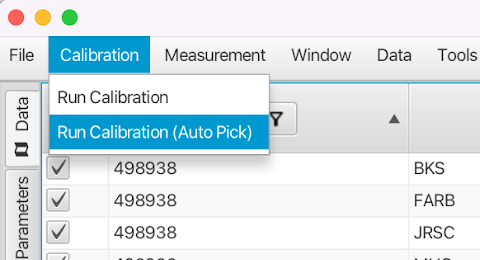 File Calibration Measurement Window Data Tools
Run Calibration
Run Calibration (Auto Pick)
Data
Parameters
498938 BKS
498938 FARB
498938 JRSC